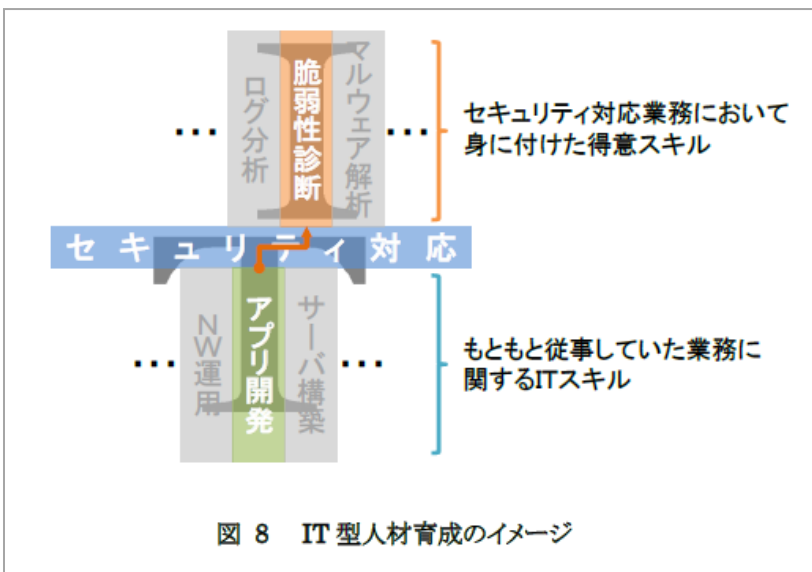 ログ分析
脆弱性診断
マルウェア解析
・・・
・・・
セキュリティ対応業務において
身に付けた得意スキル
セキュリティ対応
NW運用
アプリ開発
サーバ構築
・・・
・・・
もともと従事していた業務に
関するITスキル
図 8 IT 型人材育成のイメージ